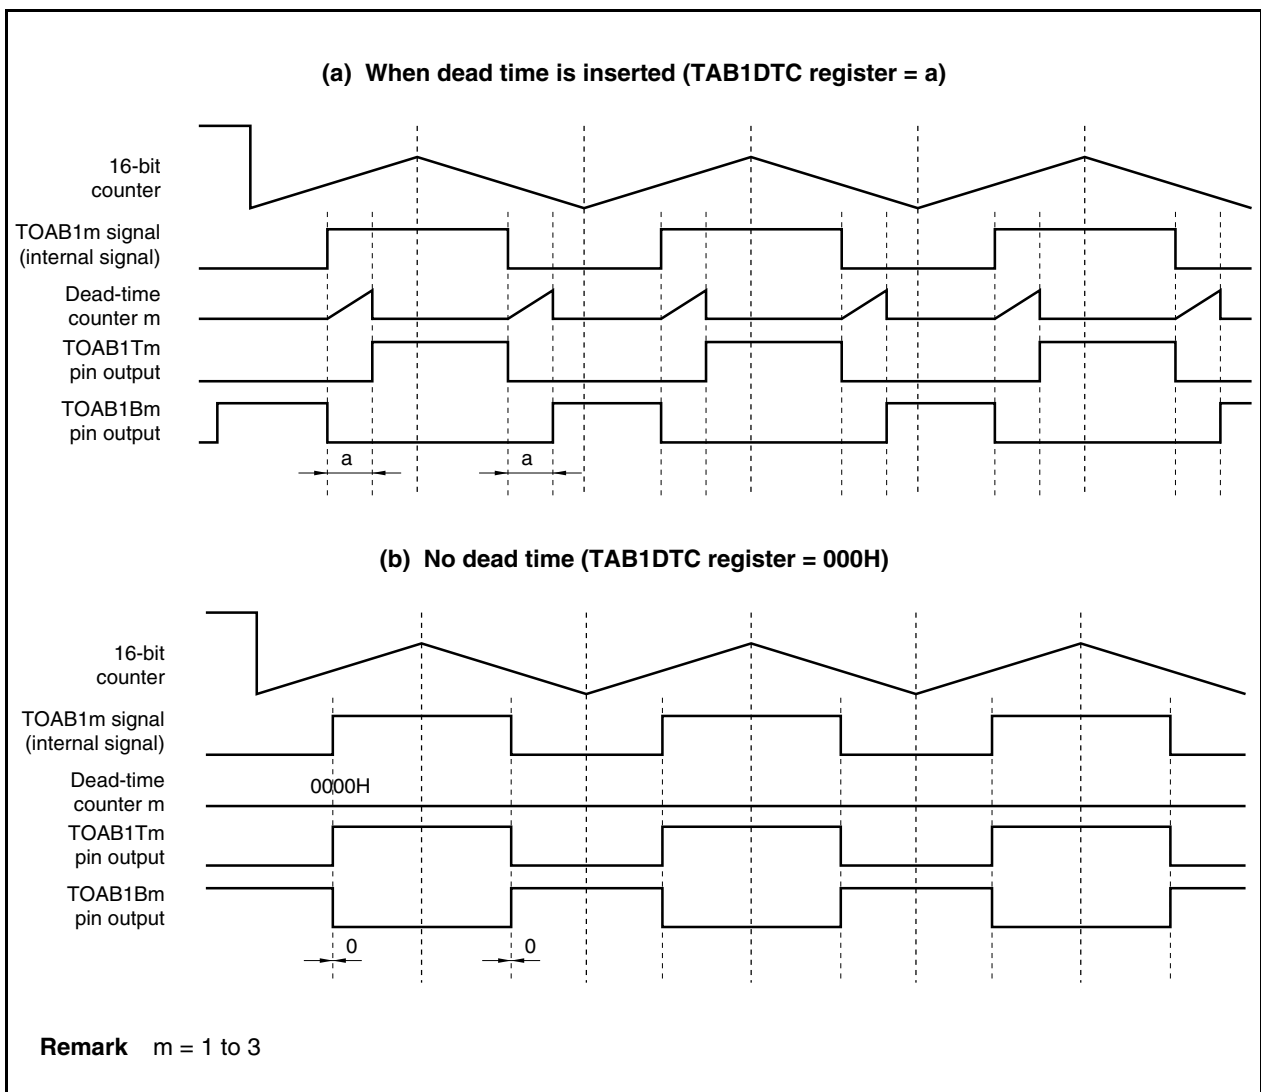 (a) When dead time is inserted (TAB1DTC register = a)
16-bit
counter
TOAB1m signal
(internal signal)
Dead-time
counter m
TOAB1Tm
pin output
TOAB1Bm
pin output
a
a
(b) No dead time (TAB1DTC register = 000H)
16-bit
counter
TOAB1m signal
(internal signal)
Dead-time
counter m
0000H
TOAB1Tm
pin output
TOAB1Bm
pin output
0
0
Remark m = 1 to 3